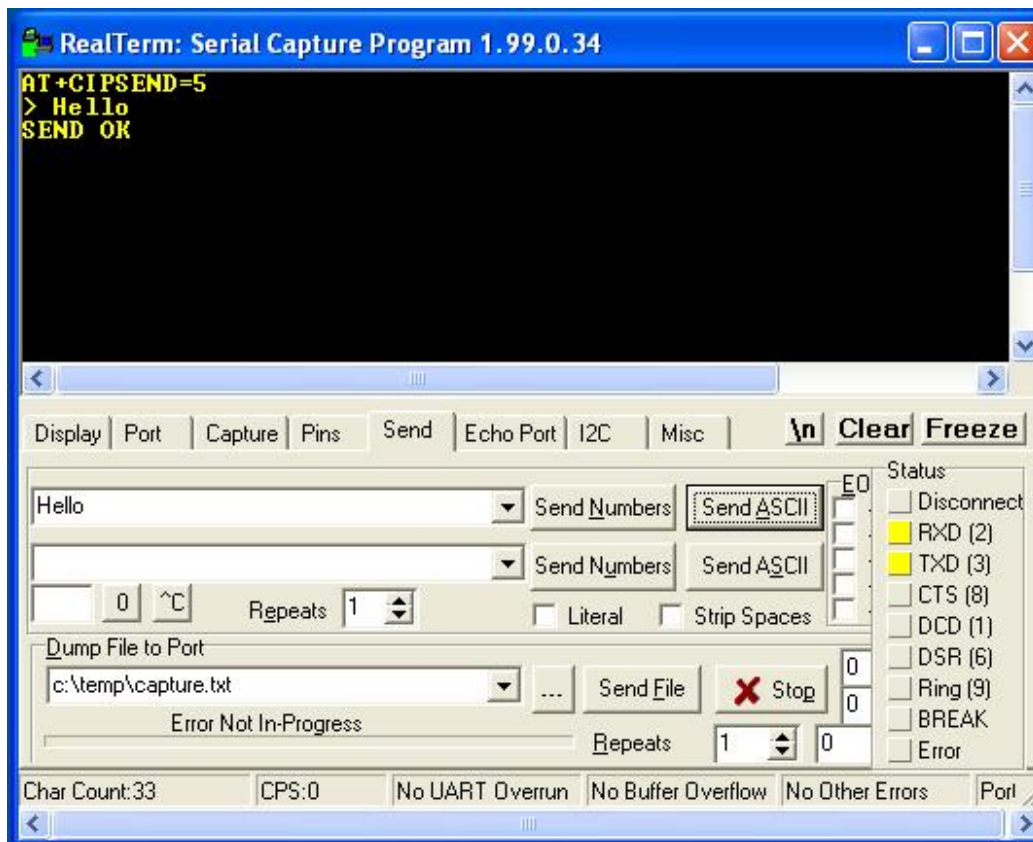 RealTerm: Serial Capture Program 1.99.0.34
AT+CIPSEND=5
> Hello
SEND OK
Display Port Capture Pins Send Echo Port I2C Misc \n Clear Freeze
Status
EO
Hello Send Numbers Send ASCII Disconnect
RXD (2)
Send Numbers Send ASCII TXD (3)
CTS (8)
0 ^C Repeats 1 Literal Strip Spaces DCD (1)
Dump File to Port DSR (6)
c:\temp\capture.txt ... Send File Stop 0 Ring (9)
0
Error Not In-Progress BREAK
Repeats 1 0 Error
Char Count:33 CPS:0 No UART Overrun No Buffer Overflow No Other Errors Port